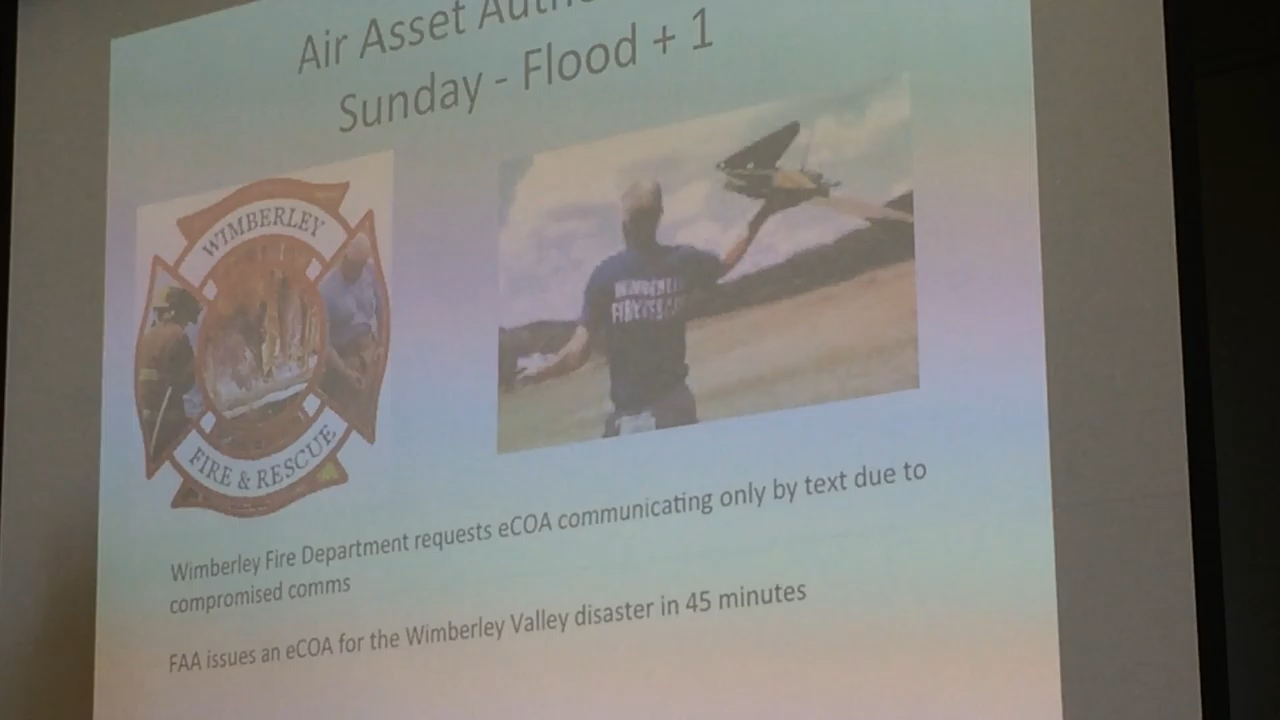 Air Asset
Sunday - Flood + 1
WIMBERLEY
FIRE & RESCUE
WIMBERLEY
Wimberley Fire Department requests eCOA communicating only by text due to
compromised comms
FAA issues an eCOA for the Wimberley Valley disaster in 45 minutes